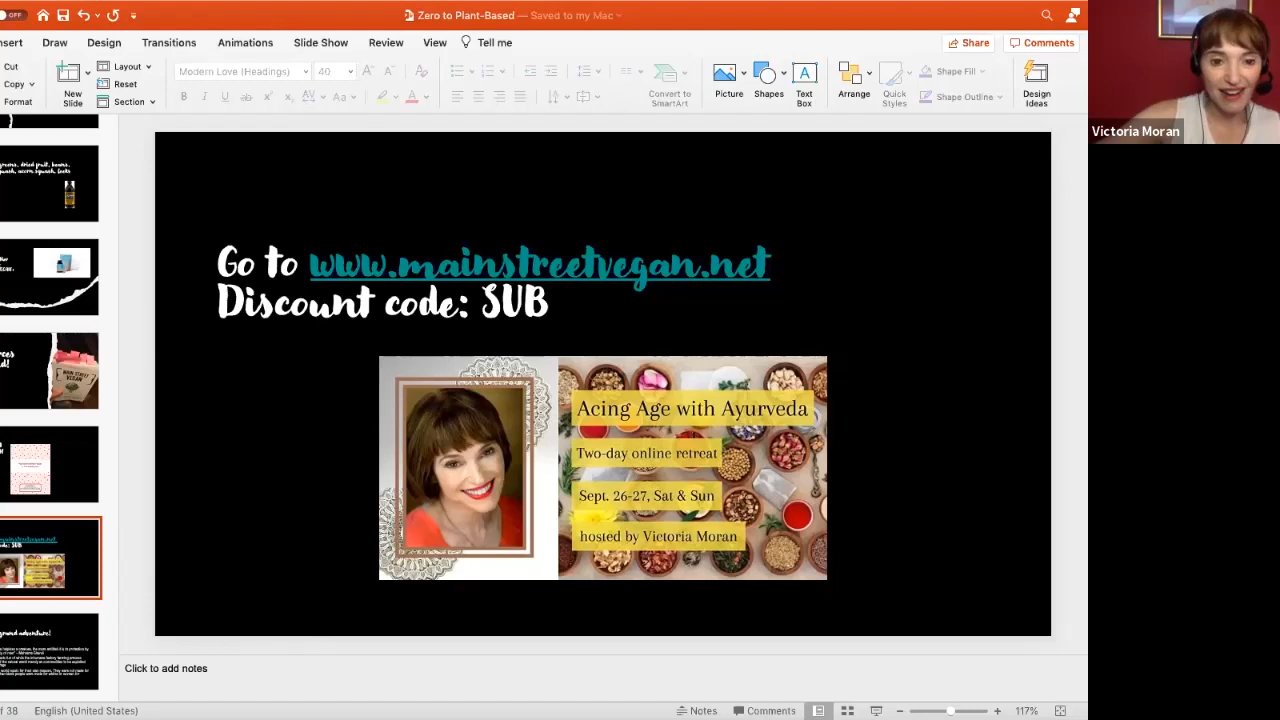 OFF
Zero to Plant-Based — Saved to my Mac
nsert Draw Design Transitions Animations Slide Show Review View Tell me
Share Comments
Cut
Copy
Format
New
Slide
Layout
Reset
Section
Modern Love (Headings) 40
Convert to
SmartArt
Picture
Shapes
Text
Box
Arrange
Quick
Styles
Shape Fill
Shape Outline
Design
Ideas
Victoria Moran
Go to www.mainstreetvegan.net
Discount code: SUB
Acing Age with Ayurveda
Two-day online retreat
Sept. 26-27, Sat & Sun
hosted by Victoria Moran
Click to add notes
of 38 English (United States)
Notes Comments 117%